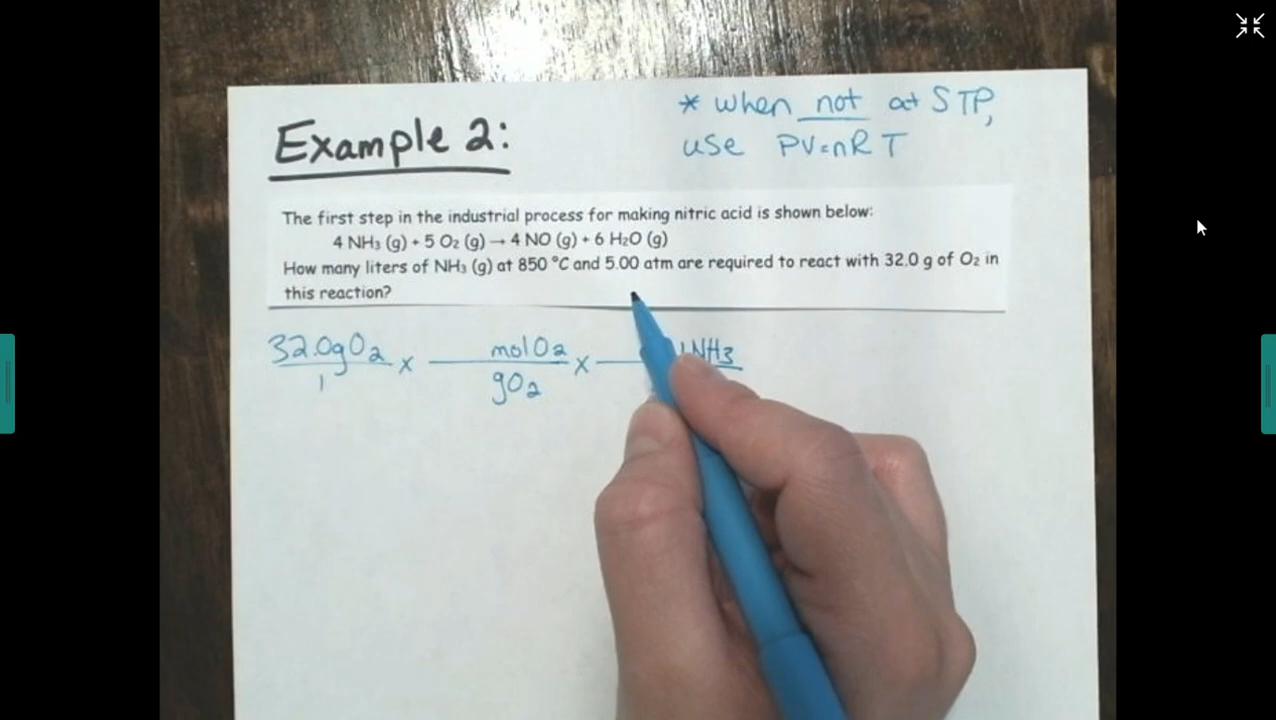 * when not at STP,
use PV=nRT
Example 2:
The first step in the industrial process for making nitric acid is shown below:
4 NH₃ (g) + 5 O₂ (g) → 4 NO (g) + 6 H₂O (g)
How many liters of NH₃ (g) at 850 °C and 5.00 atm are required to react with 32.0 g of O₂ in
this reaction?
32.0gO₂ x mol O₂ x NH₃
1 gO₂